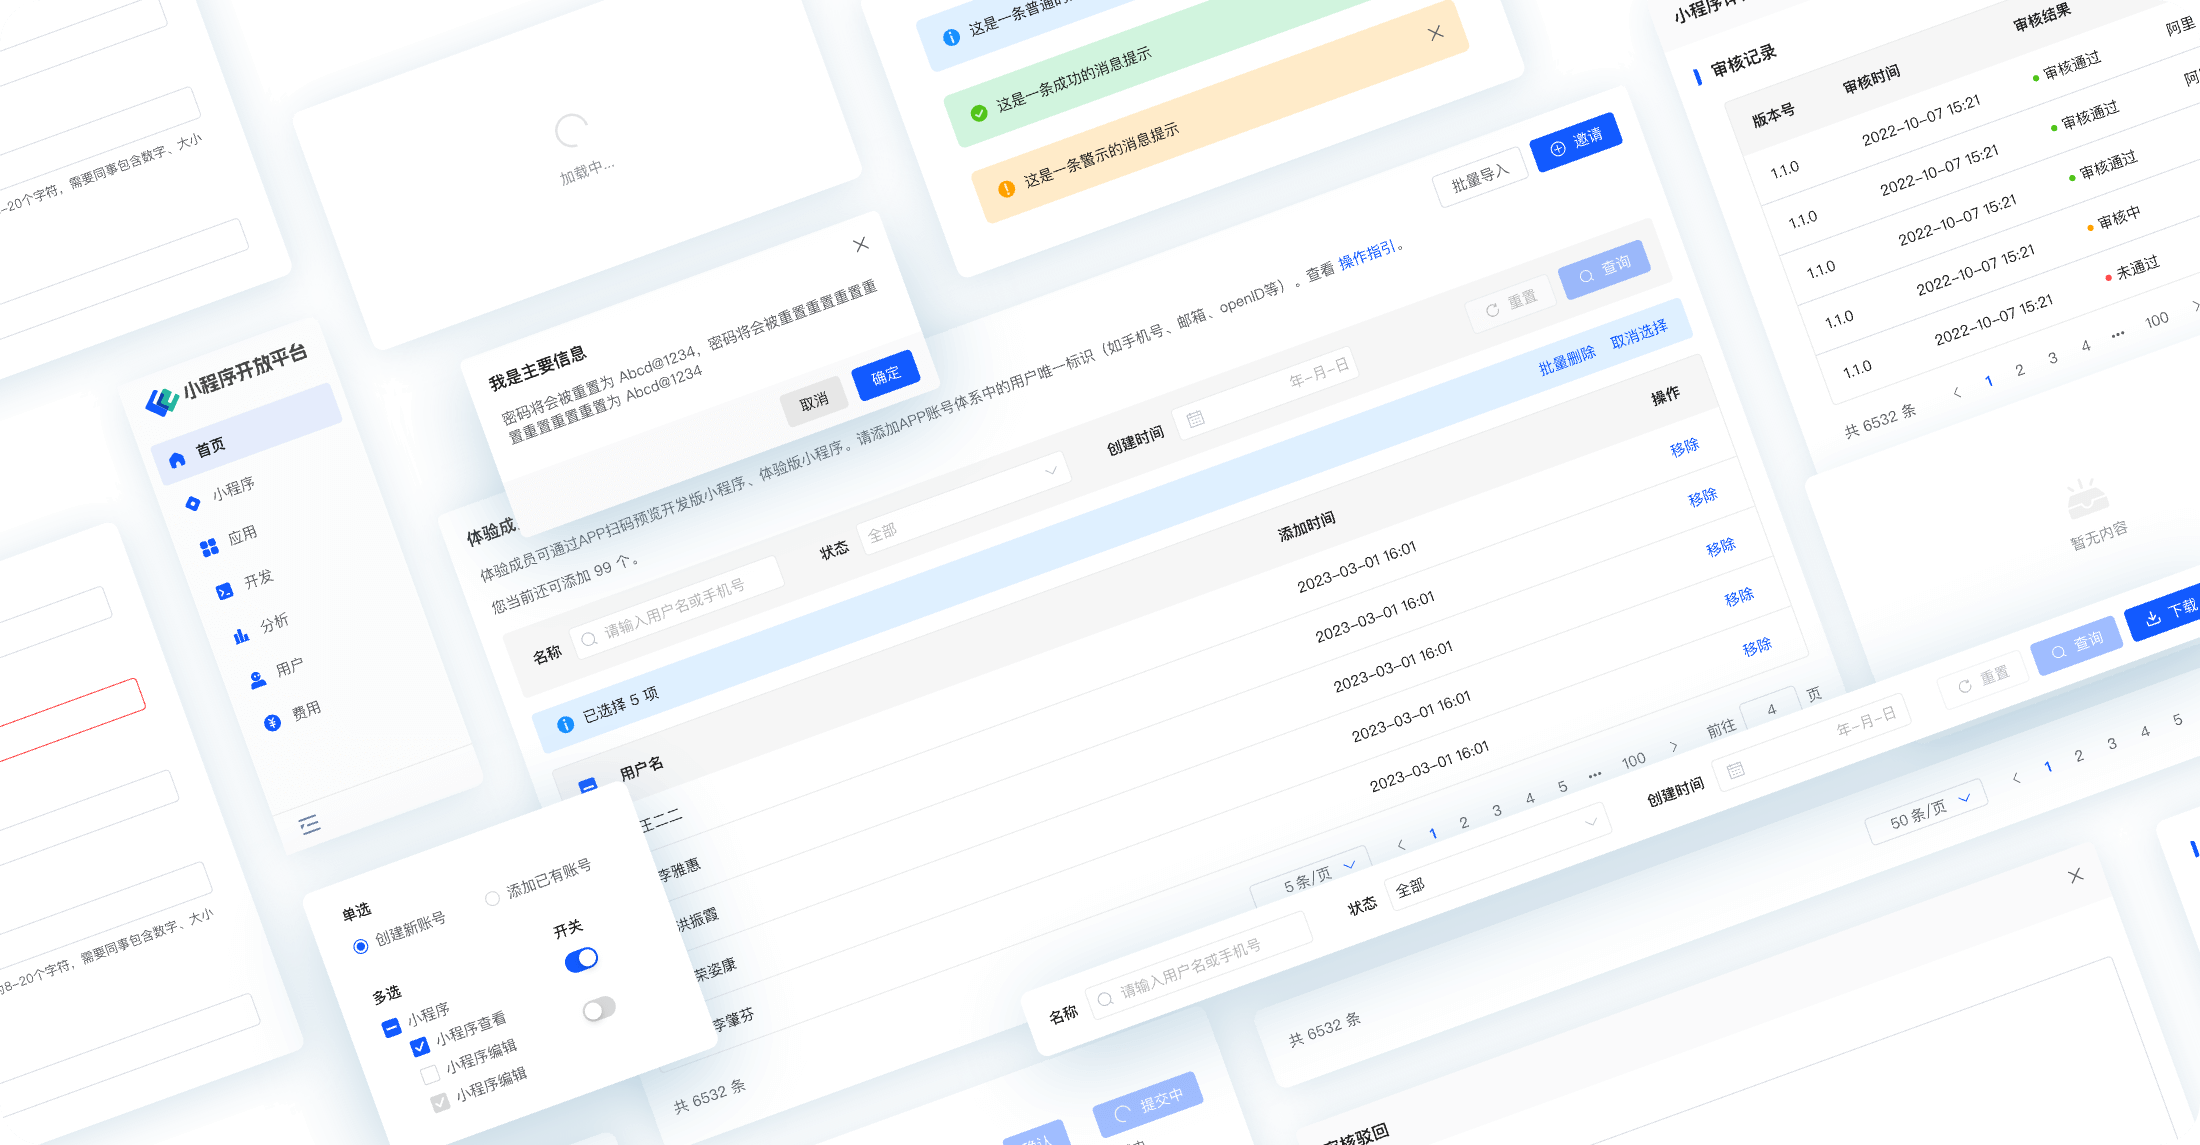 -20个字符，需要同事包含数字、大小
加载中...
这是一条普通的
这是一条成功的消息提示
这是一条警示的消息提示
我是主要信息
密码将会被重置为 Abcd@1234，密码将会被重置重置重置重
置重置重置重置为 Abcd@1234
取消
确定
小程序开放平台
首页
小程序
应用
开发
分析
用户
费用
批量导入
邀请
体验成
体验成员可通过APP扫码预览开发版小程序、体验版小程序。请添加APP账号体系中的用户唯一标识（如手机号、邮箱、openID等）。查看 操作指引。
您当前还可添加 99 个。
名称
请输入用户名或手机号
状态
全部
创建时间
年-月-日
重置
查询
已选择 5 项
批量删除
取消选择
用户名
添加时间
操作
王二二
2023-03-01 16:01
移除
李雅惠
2023-03-01 16:01
移除
洪振霞
2023-03-01 16:01
移除
荣姿康
2023-03-01 16:01
移除
李肇芬
2023-03-01 16:01
移除
共 6532 条
5 条/页
1 2 3 4 5 ••• 100
前往 4 页
小程序
审核记录
版本号
审核时间
审核结果
1.1.0
2022-10-07 15:21
审核通过
阿里
1.1.0
2022-10-07 15:21
审核通过
阿
1.1.0
2022-10-07 15:21
审核通过
1.1.0
2022-10-07 15:21
审核中
1.1.0
2022-10-07 15:21
未通过
共 6532 条
1 2 3 4 ••• 100
暂无内容
名称
请输入用户名或手机号
状态
全部
创建时间
年-月-日
重置
查询
下载
共 6532 条
50 条/页
1 2 3 4 5
单选
创建新账号
添加已有账号
多选
开关
小程序
小程序查看
小程序编辑
小程序编辑
8-20个字符，需要同事包含数字、大小
确认
提交中
审核驳回